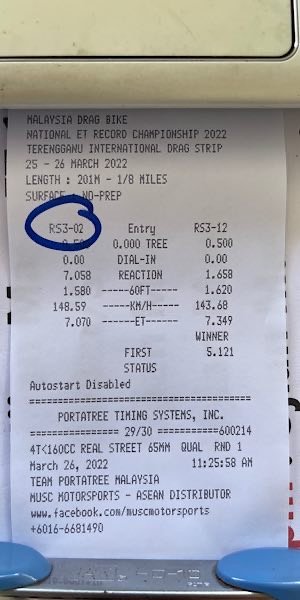 MALAYSIA DRAG BIKE
NATIONAL ET RECORD CHAMPIONSHIP 2022
TERENGGANU INTERNATIONAL DRAG STRIP
25 - 26 MARCH 2022
LENGTH : 201M - 1/8 MILES
SURFACE : NO-PREP
RS3-02 Entry RS3-12
0.50 0.000 TREE 0.500
0.00 DIAL-IN 0.00
7.058 REACTION 1.658
1.580 -----60FT----- 1.620
148.59 -----KM/H----- 143.68
7.070 ------ET------ 7.349
WINNER
FIRST 5.121
STATUS
Autostart Disabled
========================================
PORTATREE TIMING SYSTEMS, INC.
================ 29/30 ===========600214
4T<160CC REAL STREET 65MM QUAL RND 1
March 26, 2022 11:25:58 AM
TEAM PORTATREE MALAYSIA
MUSC MOTORSPORTS - ASEAN DISTRIBUTOR
www.facebook.com/muscmotorsports
+6016-6681490